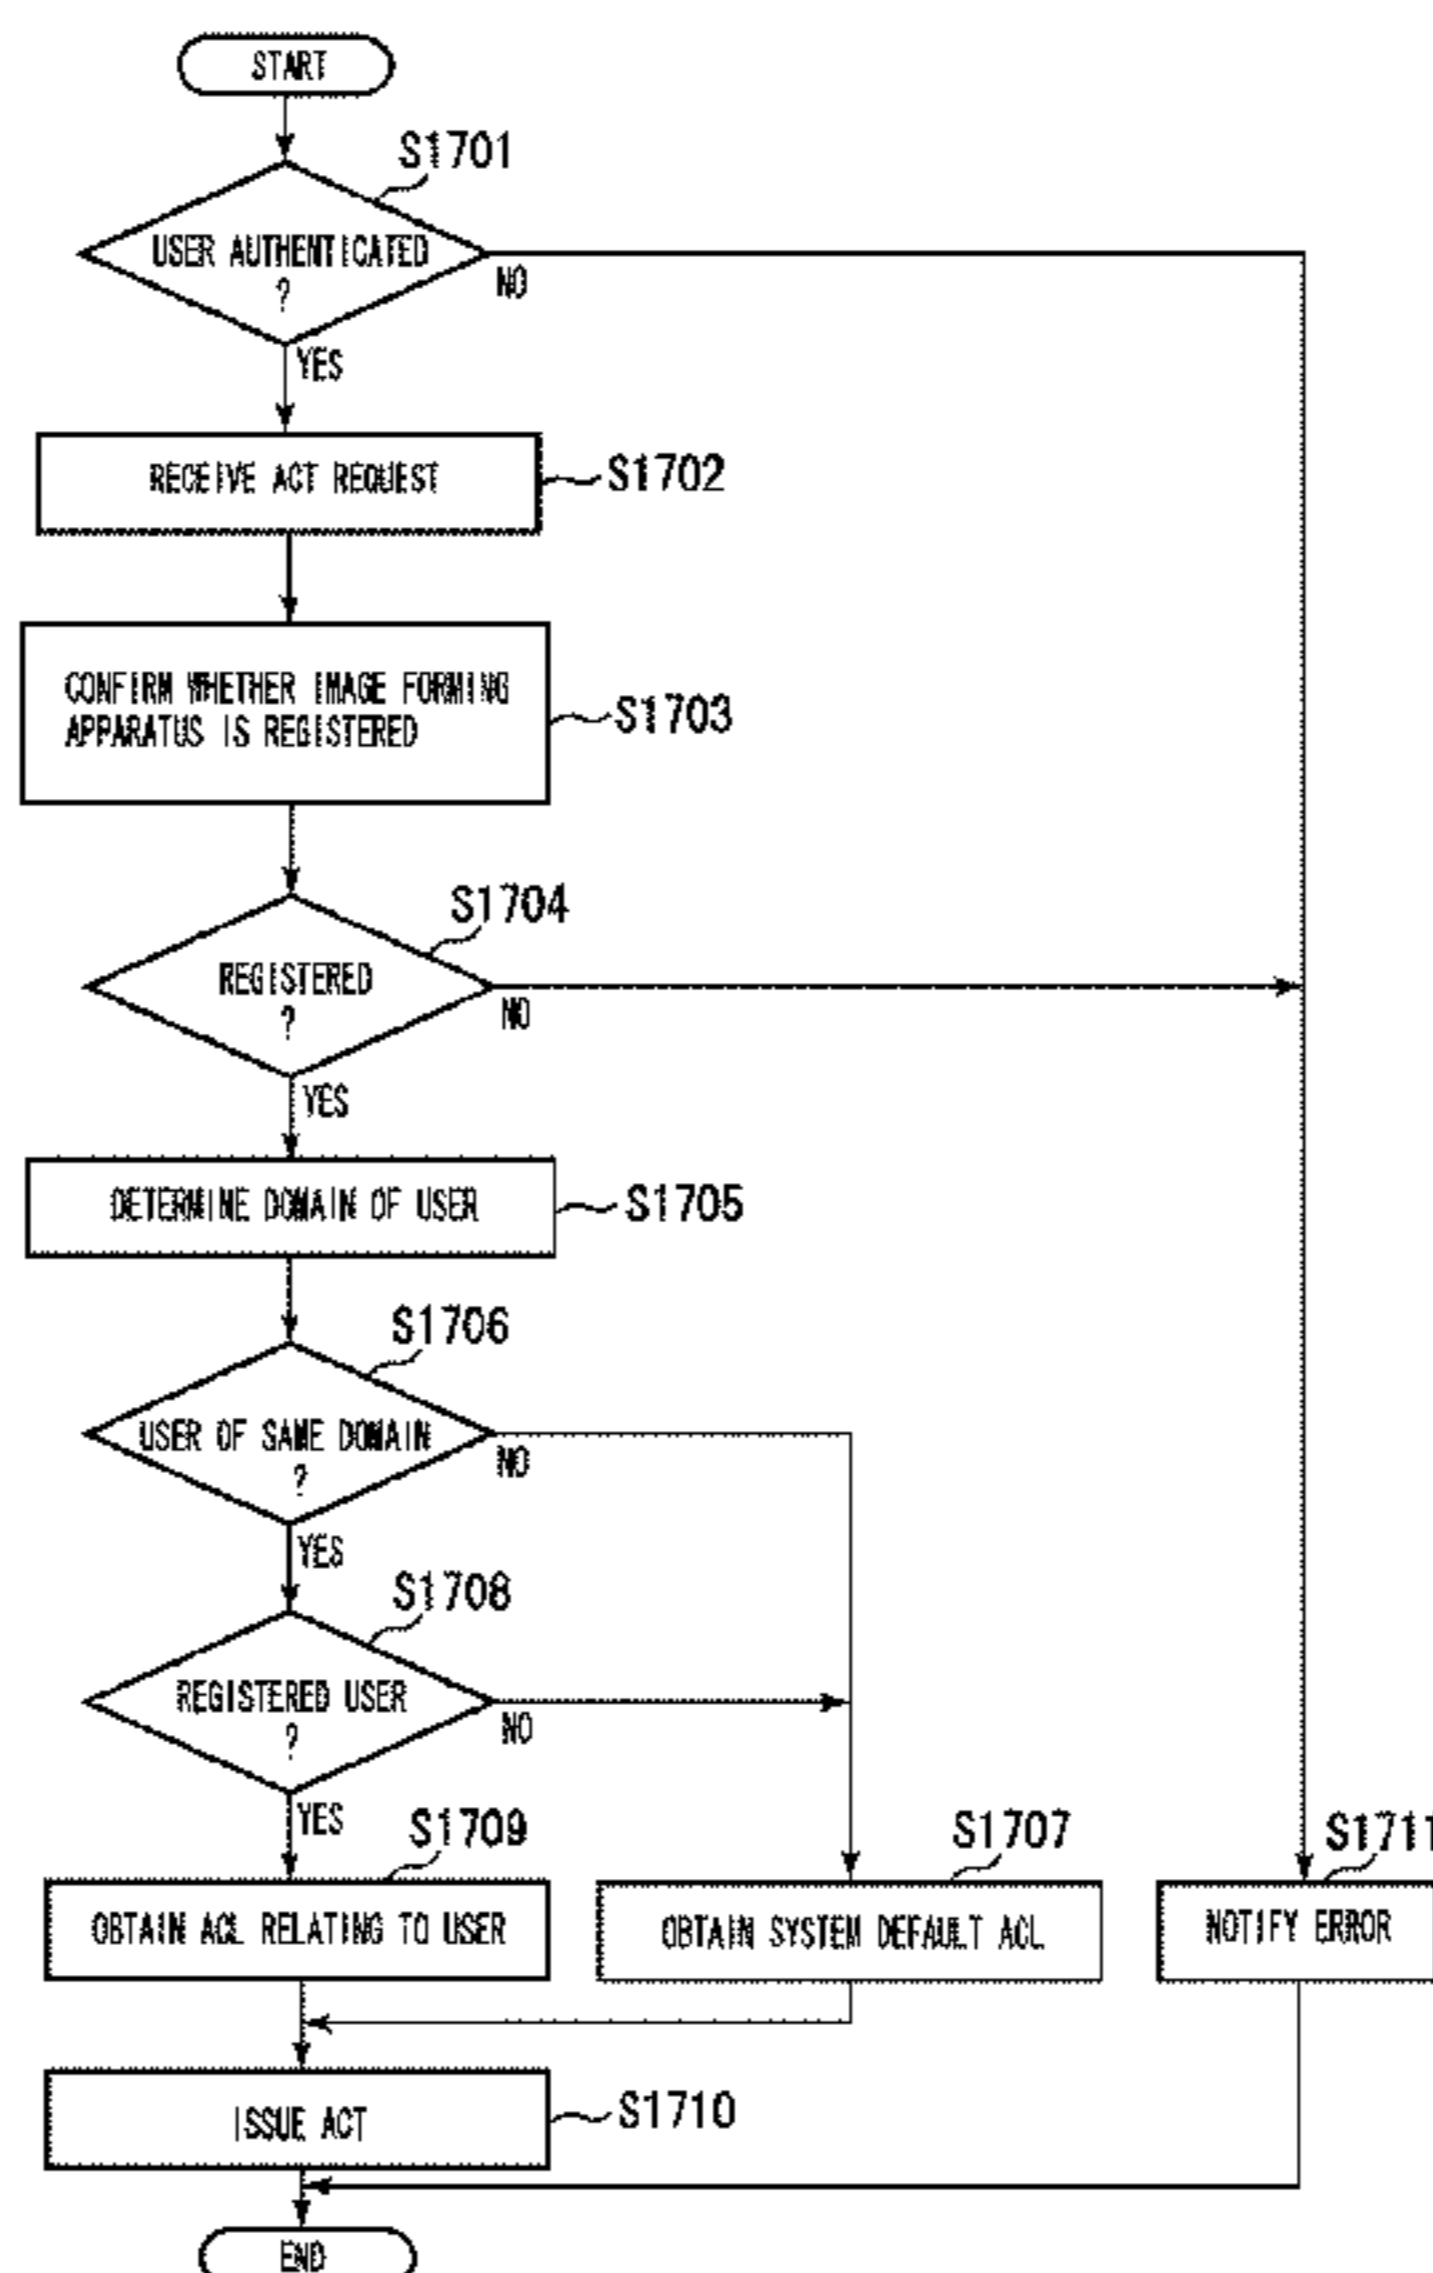 START
S1701
USER AUTHENTICATED
?
NO
YES
RECEIVE ACT REQUEST
S1702
CONFIRM WHETHER IMAGE FORMING
APPARATUS IS REGISTERED
S1703
S1704
REGISTERED
?
NO
YES
DETERMINE DOMAIN OF USER
S1705
S1706
USER OF SAME DOMAIN
?
NO
YES
S1708
REGISTERED USER
?
NO
YES
S1709
S1707
S1711
OBTAIN ACL RELATING TO USER
OBTAIN SYSTEM DEFAULT ACL
NOTIFY ERROR
ISSUE ACT
S1710
END